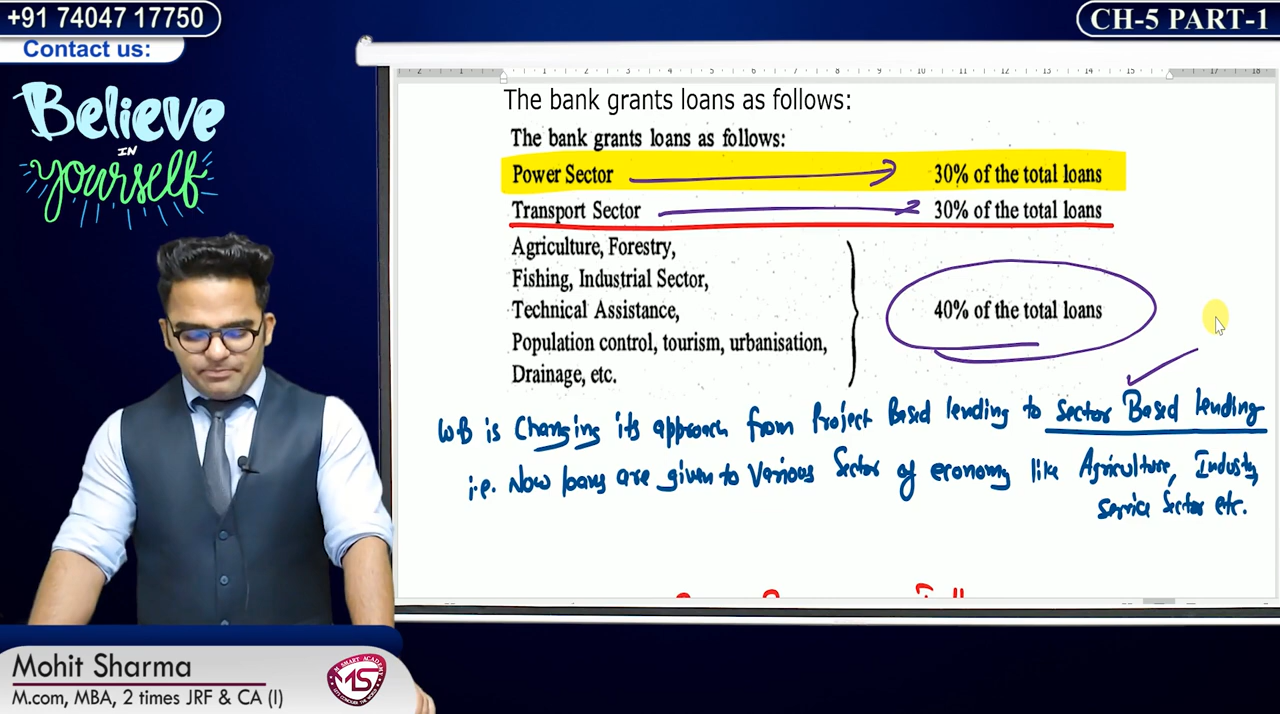 +91 74047 17750
Contact us:
CH-5 PART-1
Believe
IN
yourself
The bank grants loans as follows:
The bank grants loans as follows:
Power Sector 30% of the total loans
Transport Sector 30% of the total loans
Agriculture, Forestry,
Fishing, Industrial Sector,
Technical Assistance,
40% of the total loans
Population control, tourism, urbanisation,
Drainage, etc.
WB is Changing its approach from Project Based lending to Sector Based lending
i.e. Now loans are given to Various Sector of economy like Agriculture, Industry,
Service Sector etc.
Mohit Sharma
M.com, MBA, 2 times JRF & CA (I)
M SMART ACADEMY
MS